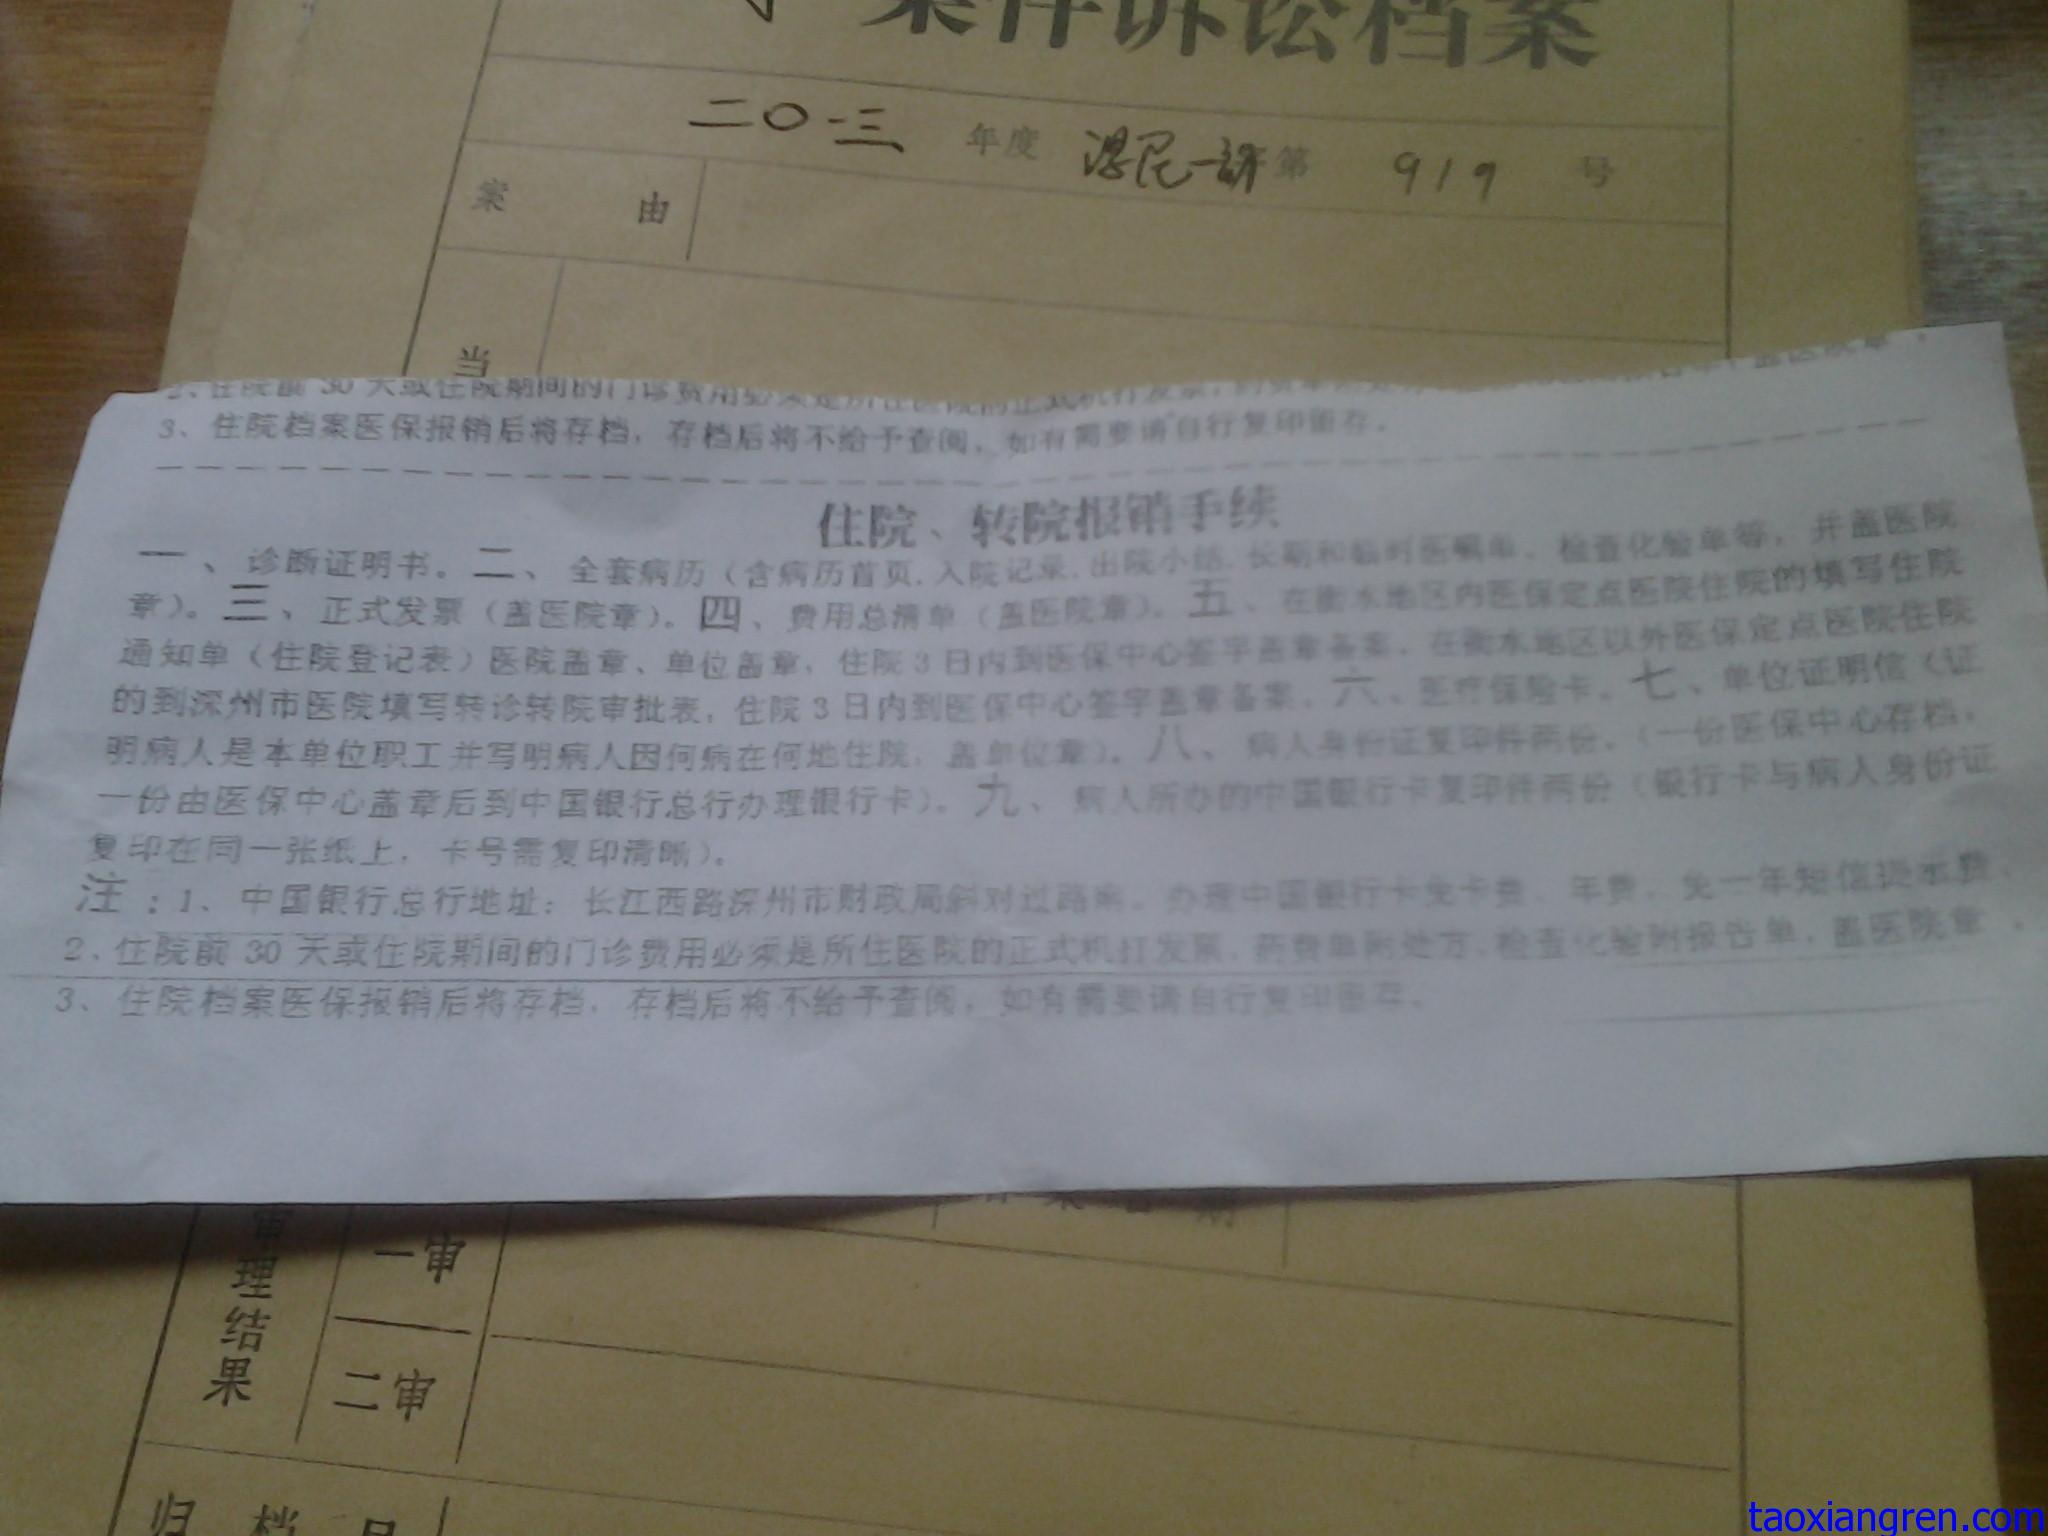 案件诉讼档案
二〇一三 年度 深民一初 第 919 号
案 由
当
2、住院前 30 天或住院期间的门诊费用必须是所住医院的正式机打发票，药费单附处
3、住院档案医保报销后将存档，存档后将不给予查阅，如有需要请自行复印留存。
住院、转院报销手续
一、诊断证明书。二、全套病历（含病历首页、入院记录、出院小结、长期和临时医嘱单、检查化验单等，并盖医院
章）。三、正式发票（盖医院章）。四、费用总清单（盖医院章）。五、在衡水地区内医保定点医院住院的填写住院
通知单（住院登记表）医院盖章、单位盖章，住院 3 日内到医保中心签字盖章备案，在衡水地区以外医保定点医院住院
的到深州市医院填写转诊转院审批表，住院 3 日内到医保中心签字盖章备案。六、医疗保险卡。七、单位证明信（证
明病人是本单位职工并写明病人因何病在何地住院，盖单位章）。八、病人身份证复印件两份。（一份医保中心存档，
一份由医保中心盖章后到中国银行总行办理银行卡）。九、病人所办的中国银行卡复印件两份（银行卡与病人身份证
复印在同一张纸上，卡号需复印清晰）。
注：1、中国银行总行地址：长江西路深州市财政局斜对过路南。办理中国银行卡免卡费、年费，免一年短信提示费。
2、住院前 30 天或住院期间的门诊费用必须是所住医院的正式机打发票，药费单附处方，检查化验附报告单，盖医院章。
3、住院档案医保报销后将存档，存档后将不给予查阅，如有需要请自行复印留存。
审理结果
一审
二审
归 档 日
taoxiangren.com